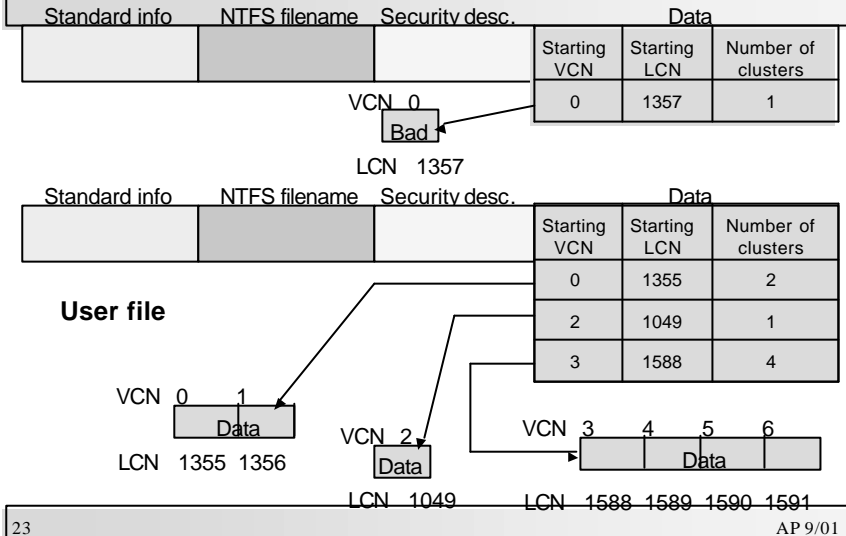 Standard info NTFS filename Security desc. Data
Starting VCN Starting LCN Number of clusters
0 1357 1
VCN 0
Bad
LCN 1357
Standard info NTFS filename Security desc. Data
Starting VCN Starting LCN Number of clusters
0 1355 2
2 1049 1
3 1588 4
User file
VCN 0 1
Data
LCN 1355 1356
VCN 2
Data
LCN 1049
VCN 3 4 5 6
Data
LCN 1588 1589 1590 1591
23 AP 9/01